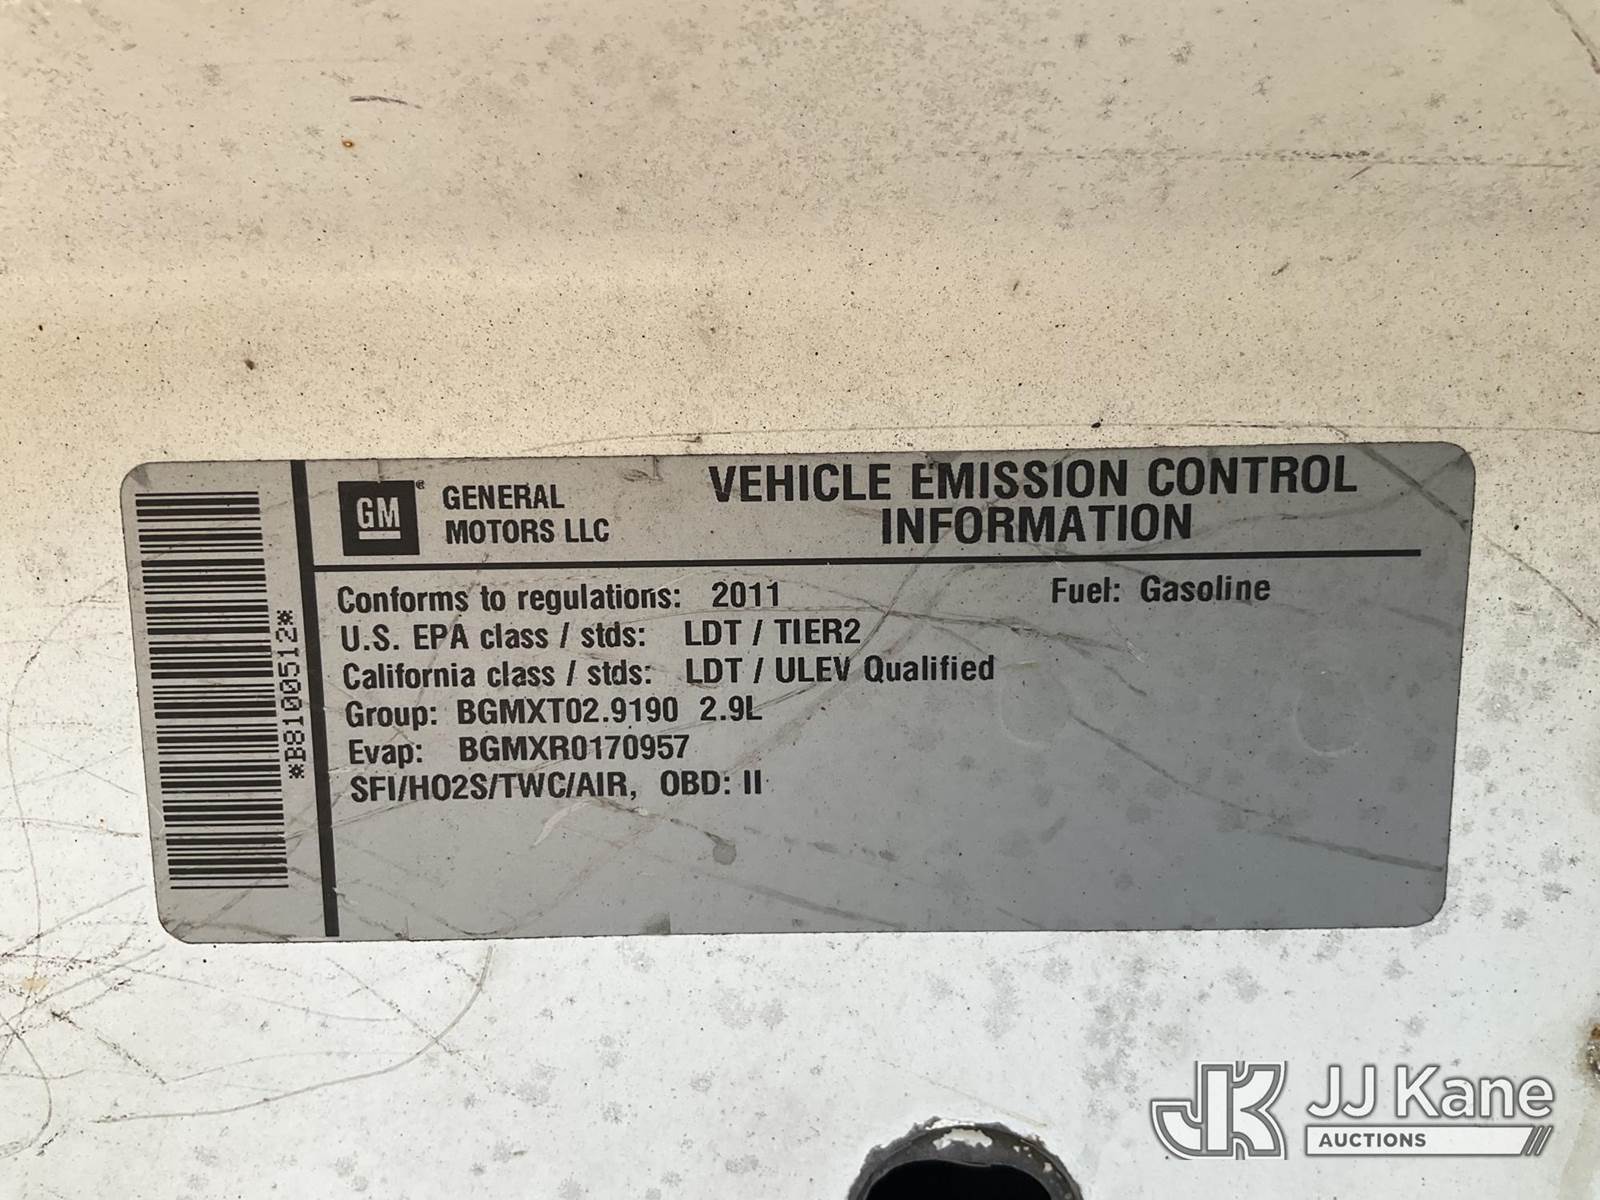 *B8100512*
GM®
GENERAL
MOTORS LLC
VEHICLE EMISSION CONTROL
INFORMATION
Conforms to regulations: 2011 Fuel: Gasoline
U.S. EPA class / stds: LDT / TIER2
California class / stds: LDT / ULEV Qualified
Group: BGMXT02.9190 2.9L
Evap: BGMXR0170957
SFI/HO2S/TWC/AIR, OBD: II
JK JJ Kane
AUCTIONS